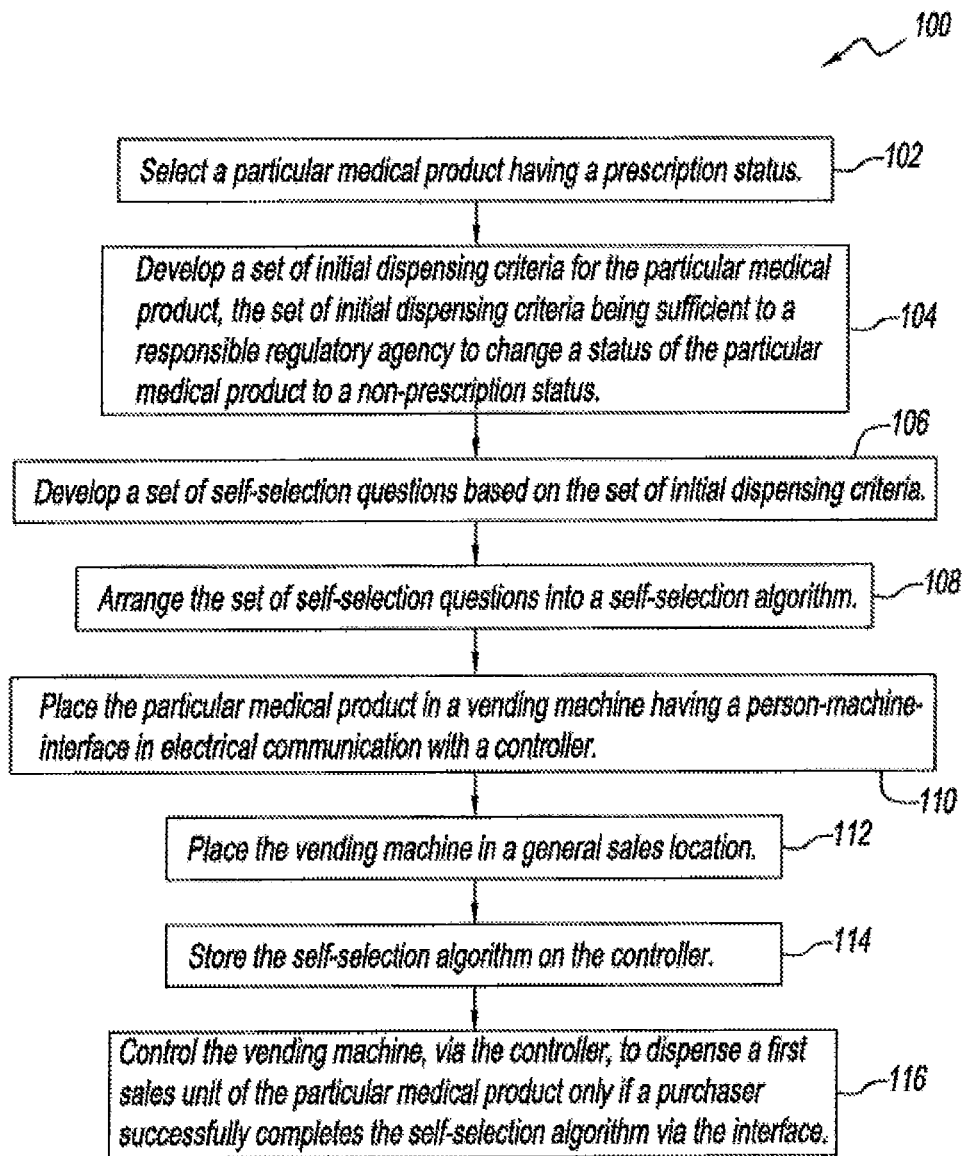 100
Select a particular medical product having a prescription status.
102
Develop a set of initial dispensing criteria for the particular medical
product, the set of initial dispensing criteria being sufficient to a
responsible regulatory agency to change a status of the particular
medical product to a non-prescription status.
104
106
Develop a set of self-selection questions based on the set of initial dispensing criteria.
Arrange the set of self-selection questions into a self-selection algorithm.
108
Place the particular medical product in a vending machine having a person-machine-
interface in electrical communication with a controller.
110
Place the vending machine in a general sales location.
112
Store the self-selection algorithm on the controller.
114
Control the vending machine, via the controller, to dispense a first
sales unit of the particular medical product only if a purchaser
successfully completes the self-selection algorithm via the interface.
116